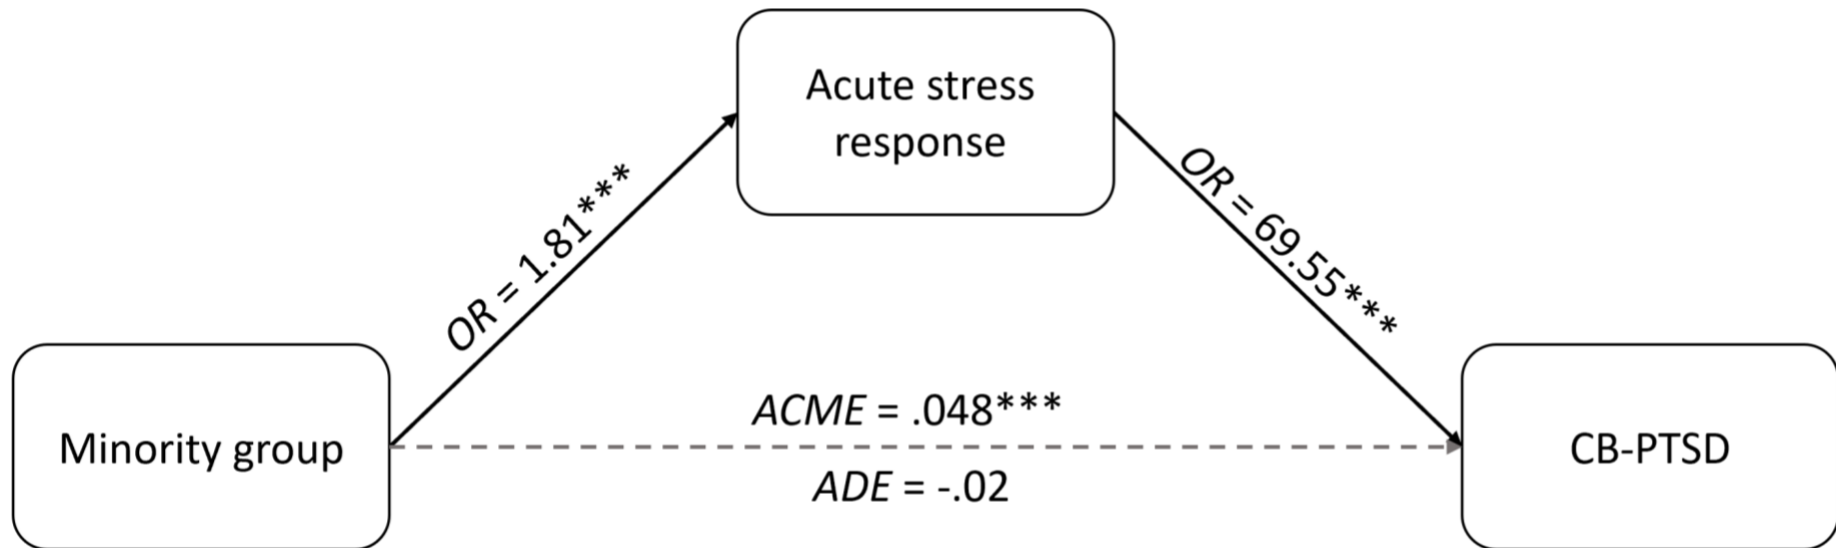 Acute stress
response
OR = 1.81***
OR = 69.55***
Minority group
ACME = .048***
ADE = -.02
CB-PTSD